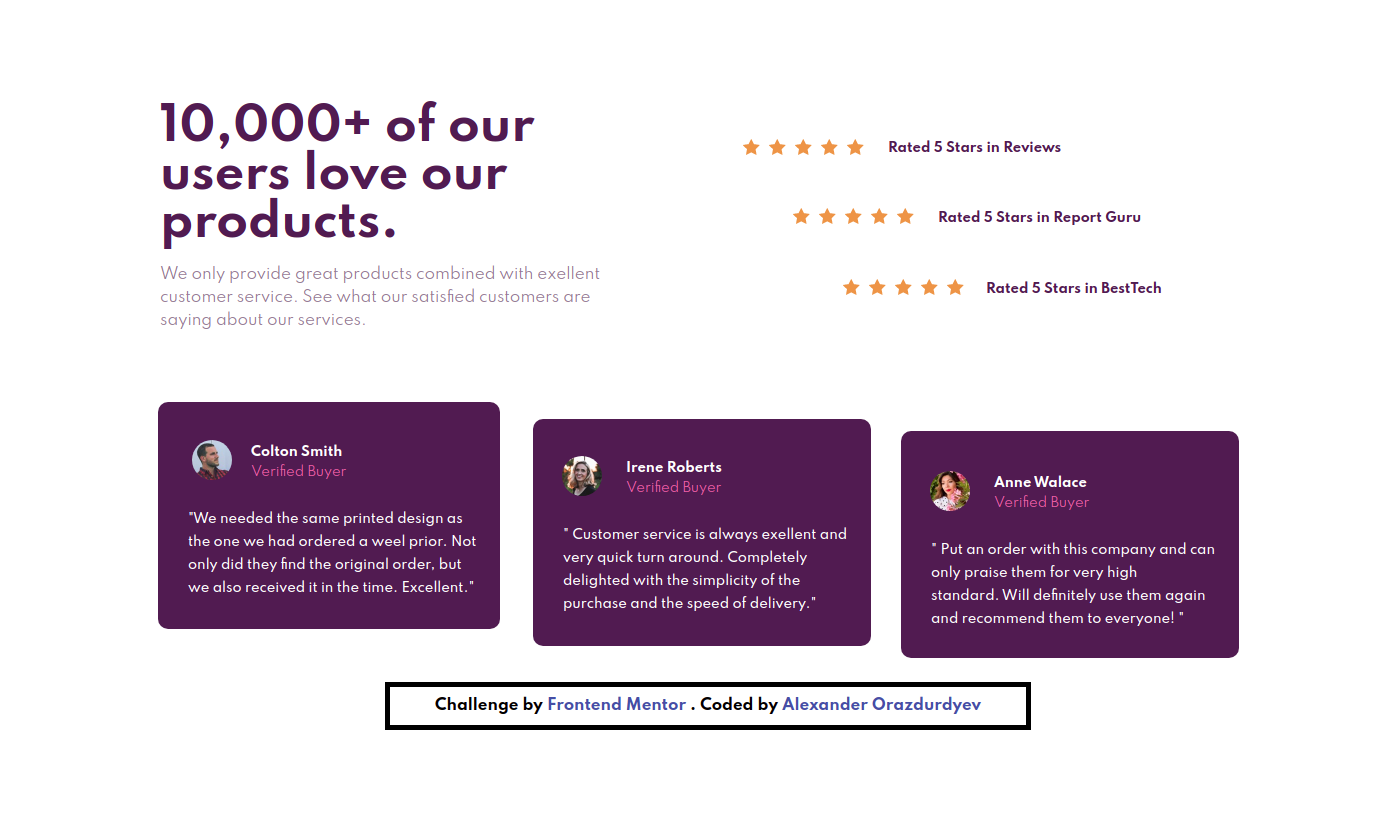 10,000+ of our
users love our
products.
We only provide great products combined with exellent
customer service. See what our satisfied customers are
saying about our services.
Rated 5 Stars in Reviews
Rated 5 Stars in Report Guru
Rated 5 Stars in BestTech
Colton Smith
Verified Buyer
"We needed the same printed design as
the one we had ordered a weel prior. Not
only did they find the original order, but
we also received it in the time. Excellent."
Irene Roberts
Verified Buyer
" Customer service is always exellent and
very quick turn around. Completely
delighted with the simplicity of the
purchase and the speed of delivery."
Anne Walace
Verified Buyer
" Put an order with this company and can
only praise them for very high
standard. Will definitely use them again
and recommend them to everyone! "
Challenge by Frontend Mentor . Coded by Alexander Orazdurdyev